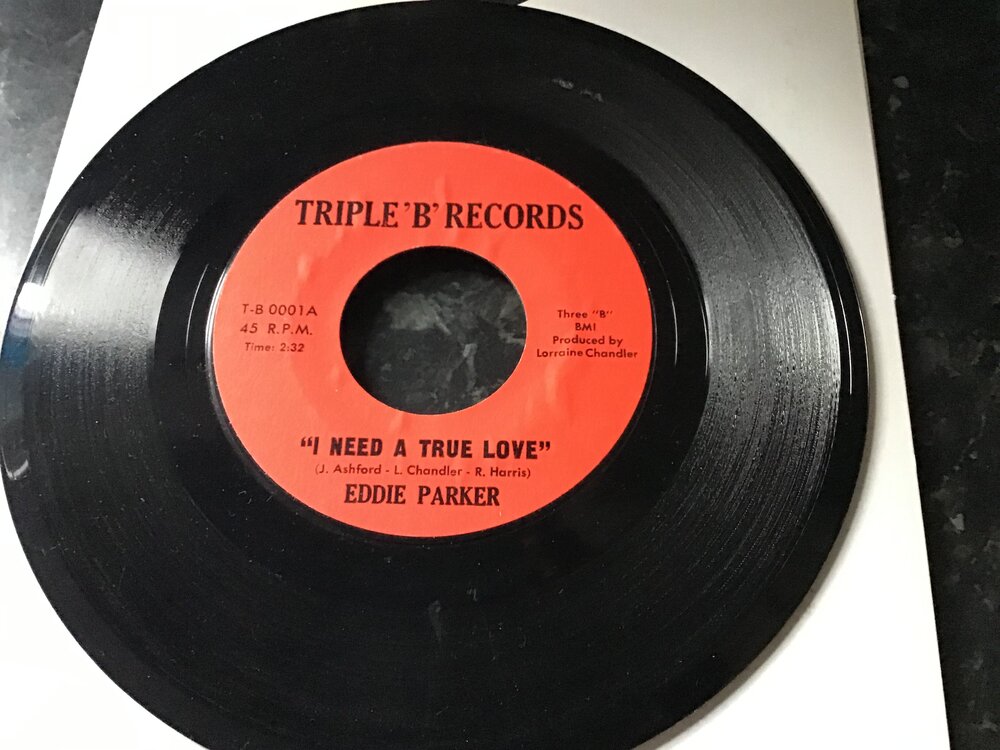 TRIPLE 'B' RECORDS
T-B 0001A
45 R.P.M.
Time: 2:32
Three "B"
BMI
Produced by
Lorraine Chandler
"I NEED A TRUE LOVE"
(J. Ashford - L. Chandler - R. Harris)
EDDIE PARKER